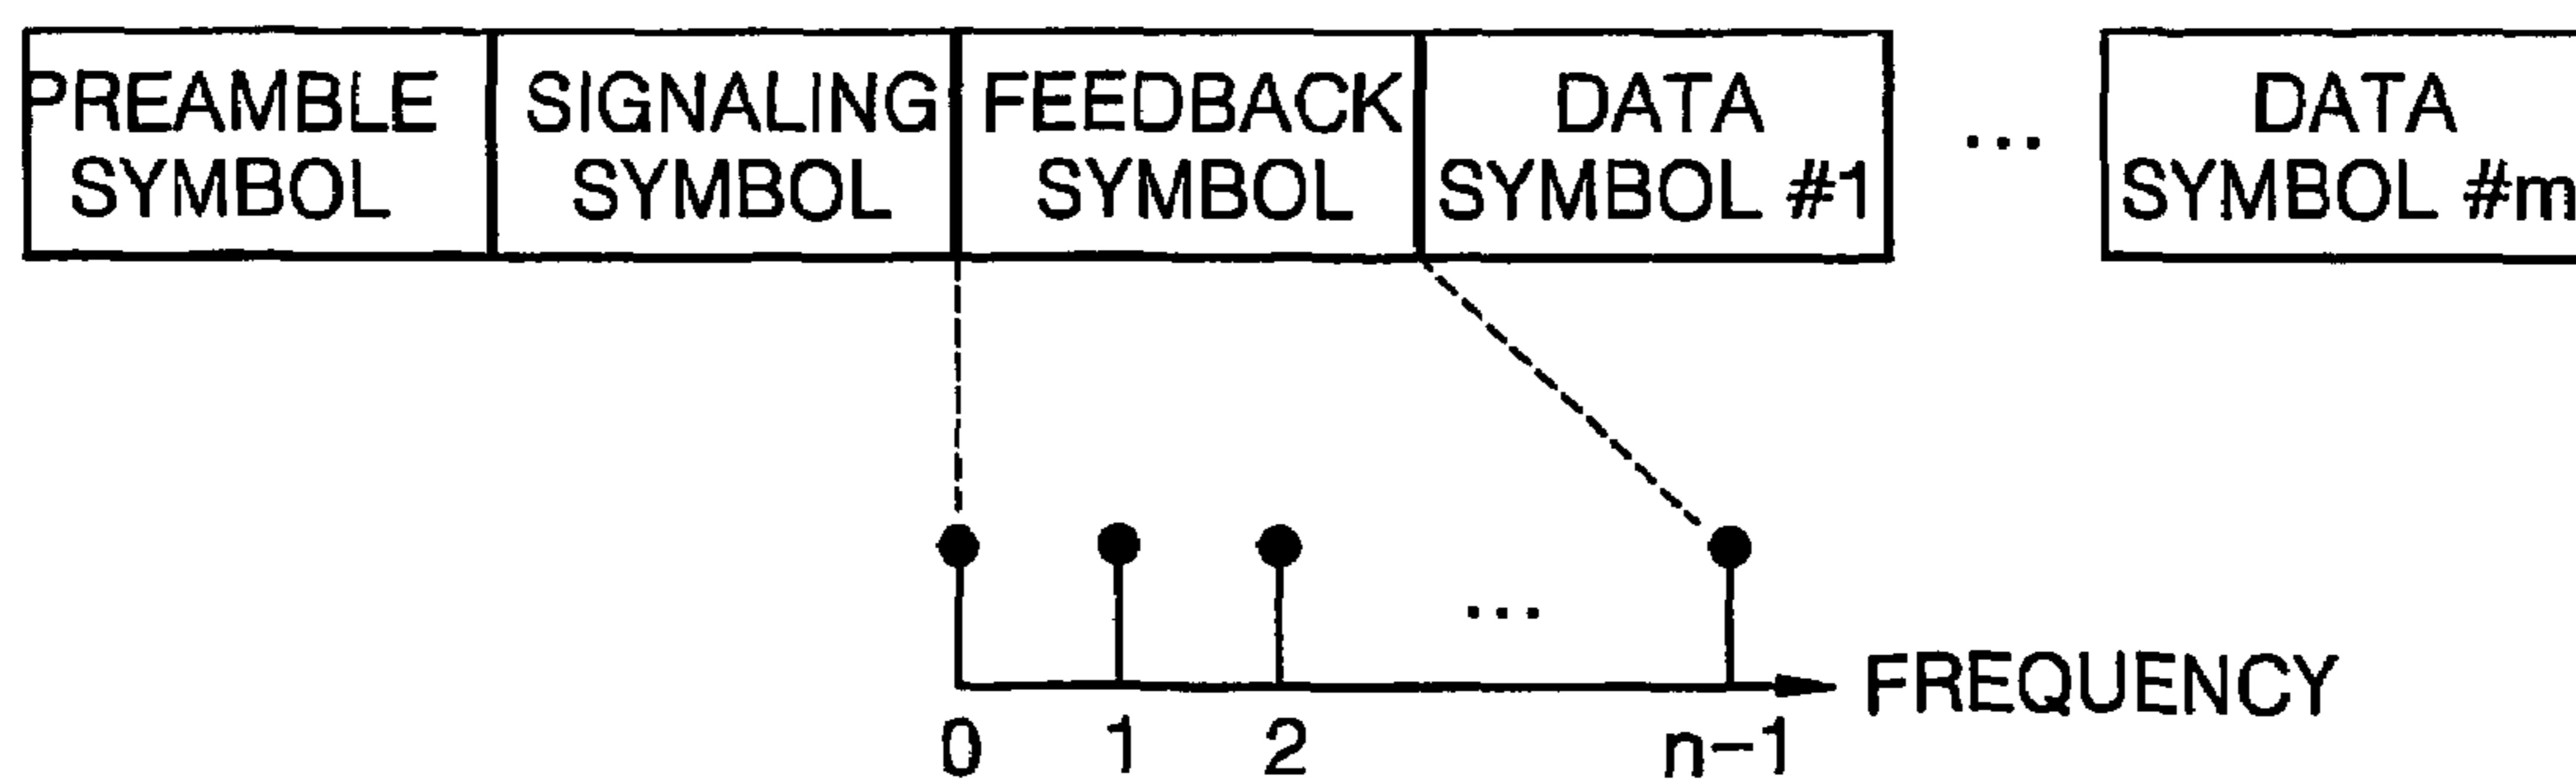 PREAMBLE SYMBOL
SIGNALING SYMBOL
FEEDBACK SYMBOL
DATA SYMBOL #1
...
DATA SYMBOL #m
...
FREQUENCY
0 1 2 n-1